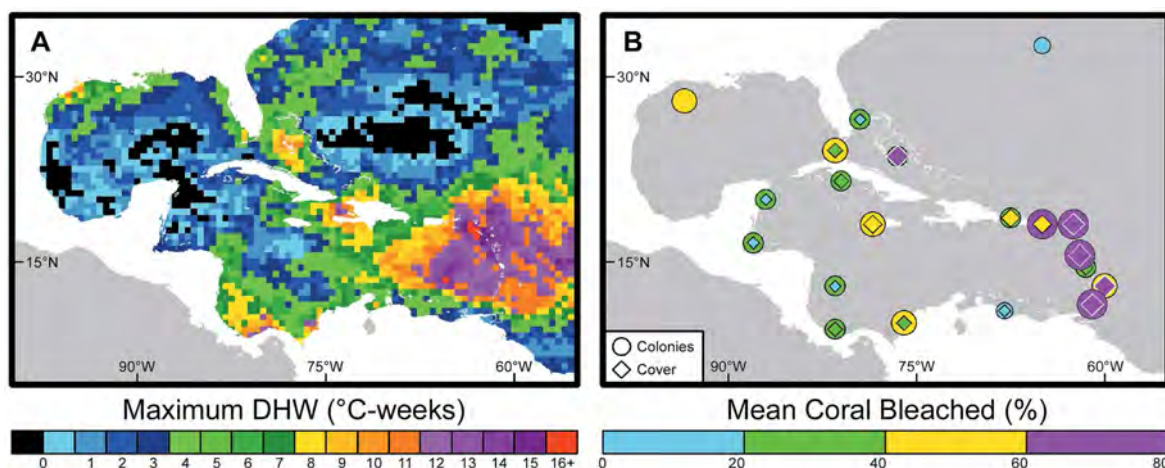 A
B
30°N
30°N
15°N
15°N
Colonies
Cover
90°W 75°W 60°W
90°W 75°W 60°W
Maximum DHW (°C-weeks)
Mean Coral Bleached (%)
0 1 2 3 4 5 6 7 8 9 10 11 12 13 14 15 16+
0 20 40 60 80